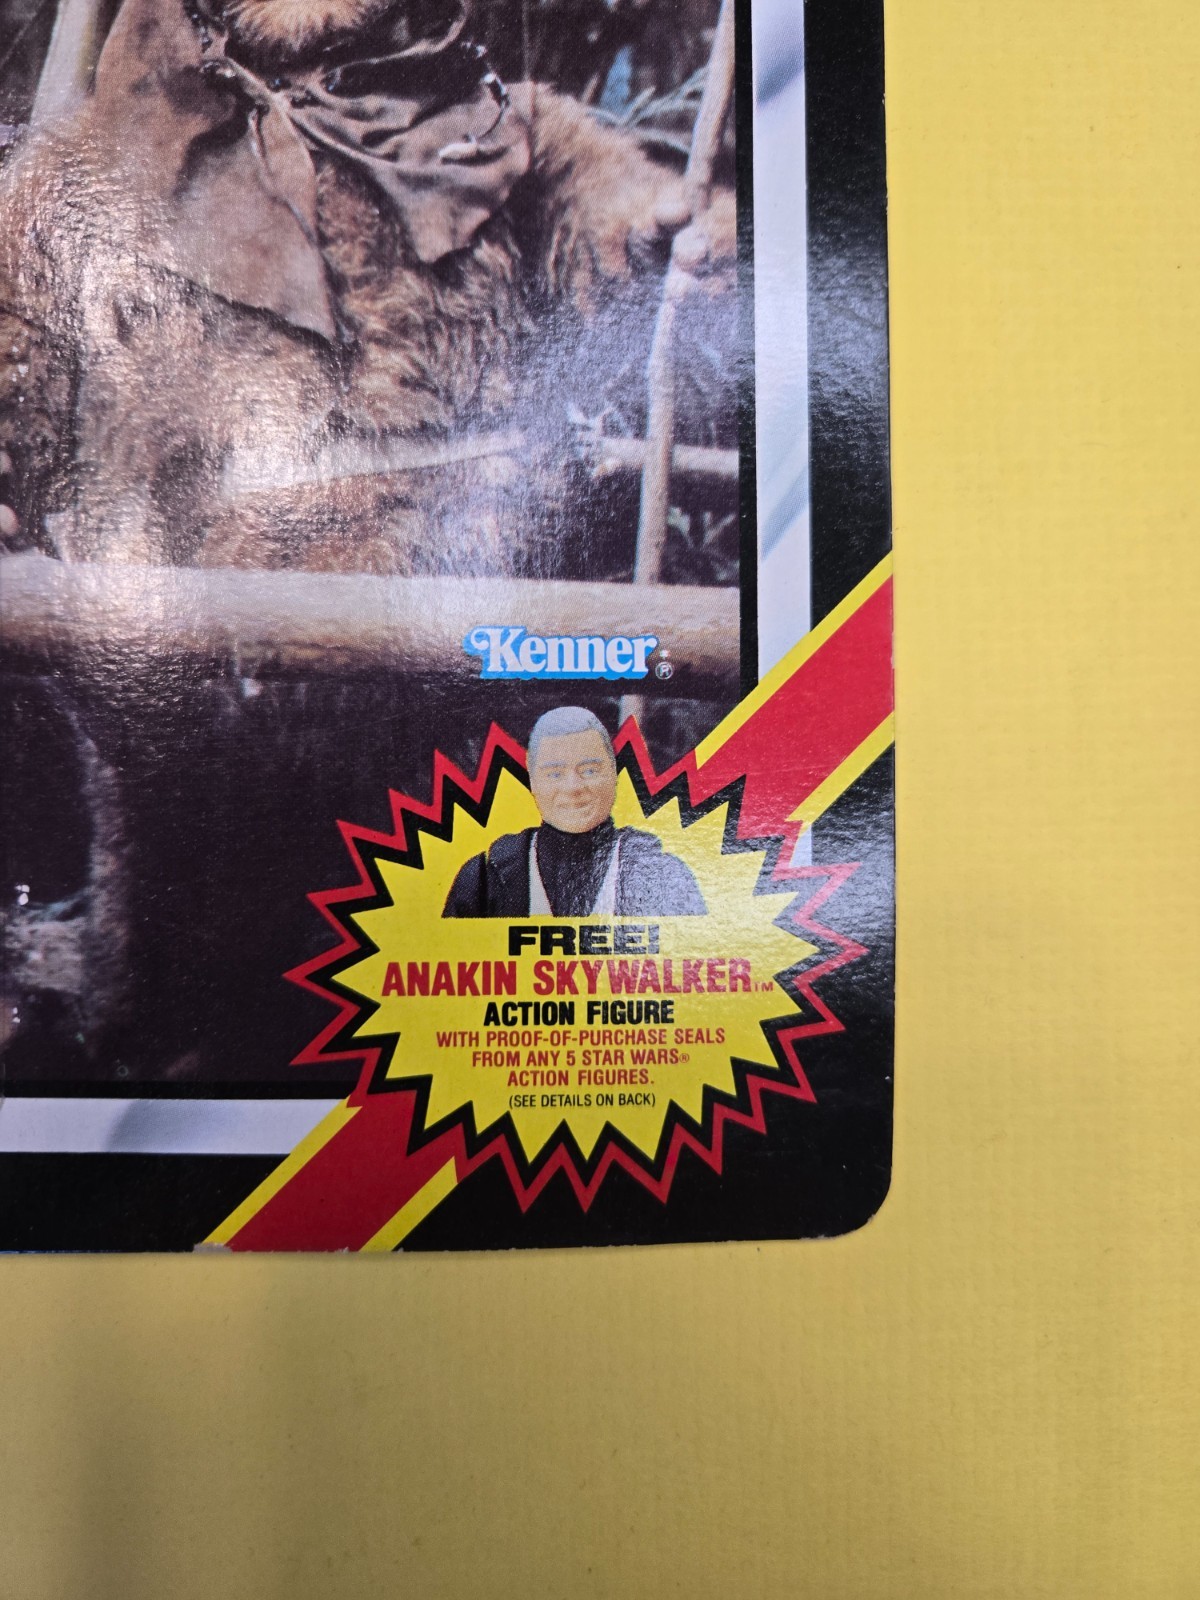 Kenner®
FREE!
ANAKIN SKYWALKER™
ACTION FIGURE
WITH PROOF-OF-PURCHASE SEALS
FROM ANY 5 STAR WARS®
ACTION FIGURES.
(SEE DETAILS ON BACK)